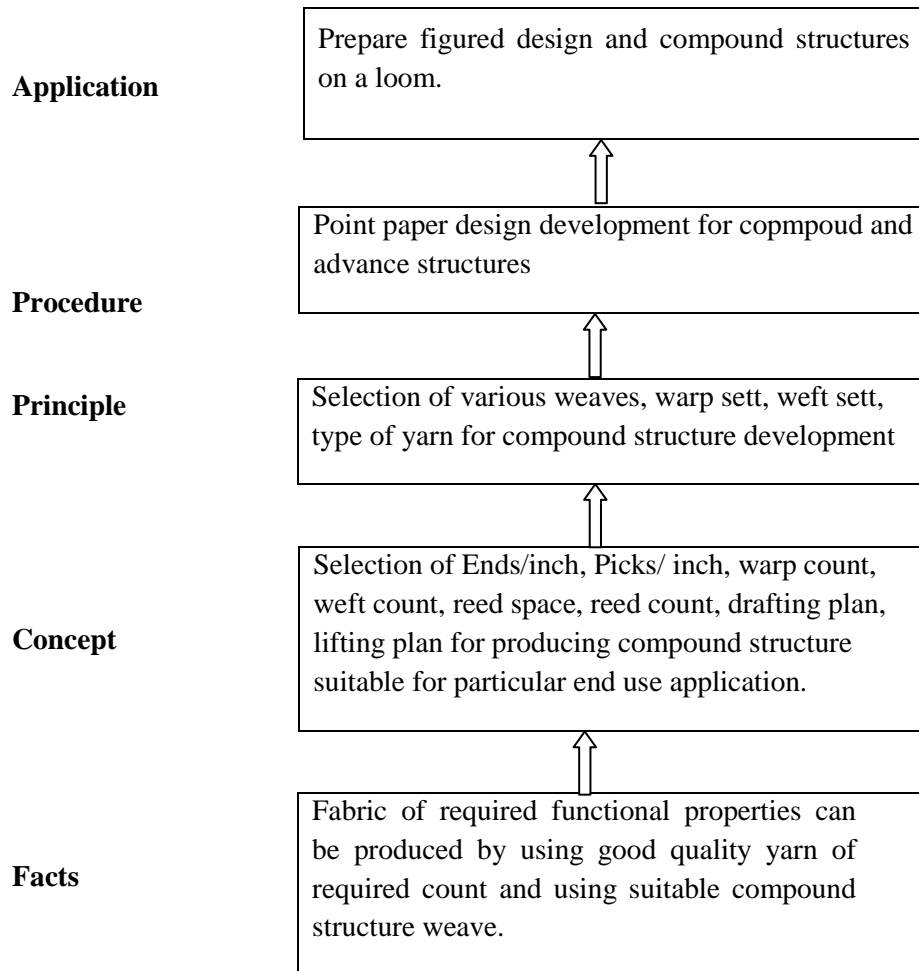 Prepare figured design and compound structures
on a loom.
Application
Point paper design development for copmpoud and
advance structures
Procedure
Selection of various weaves, warp sett, weft sett,
type of yarn for compound structure development
Principle
Selection of Ends/inch, Picks/ inch, warp count,
weft count, reed space, reed count, drafting plan,
lifting plan for producing compound structure
suitable for particular end use application.
Concept
Fabric of required functional properties can
be produced by using good quality yarn of
required count and using suitable compound
structure weave.
Facts